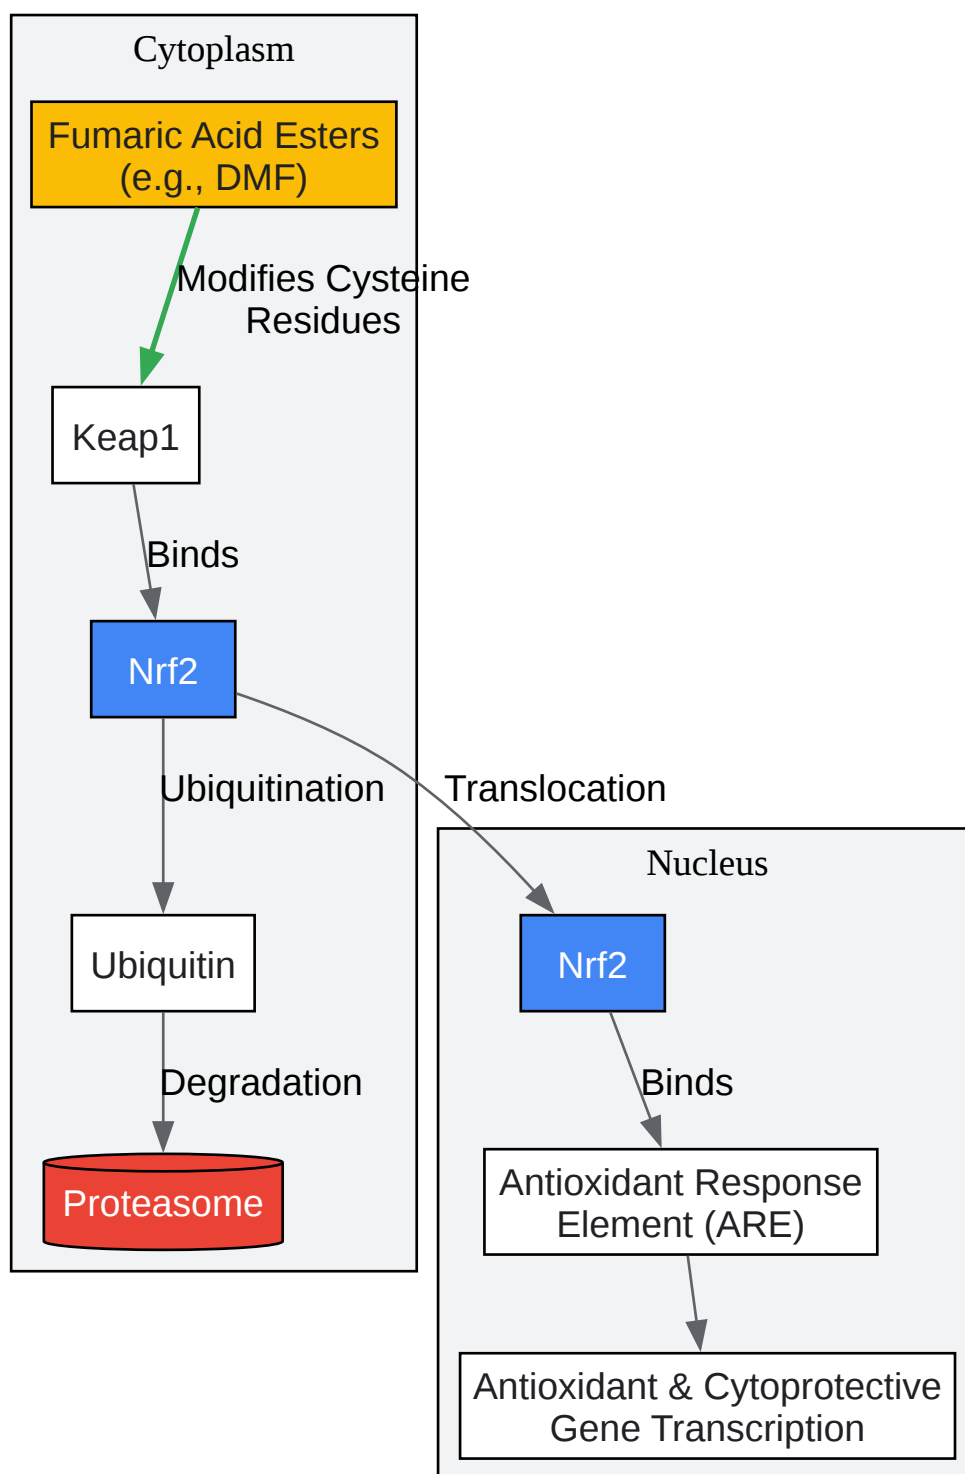 Cytoplasm
Fumaric Acid Esters
(e.g., DMF)
Modifies Cysteine
Residues
Keap1
Binds
Nrf2
Ubiquitination
Translocation
Nucleus
Ubiquitin
Nrf2
Degradation
Binds
Proteasome
Antioxidant Response
Element (ARE)
Antioxidant & Cytoprotective
Gene Transcription